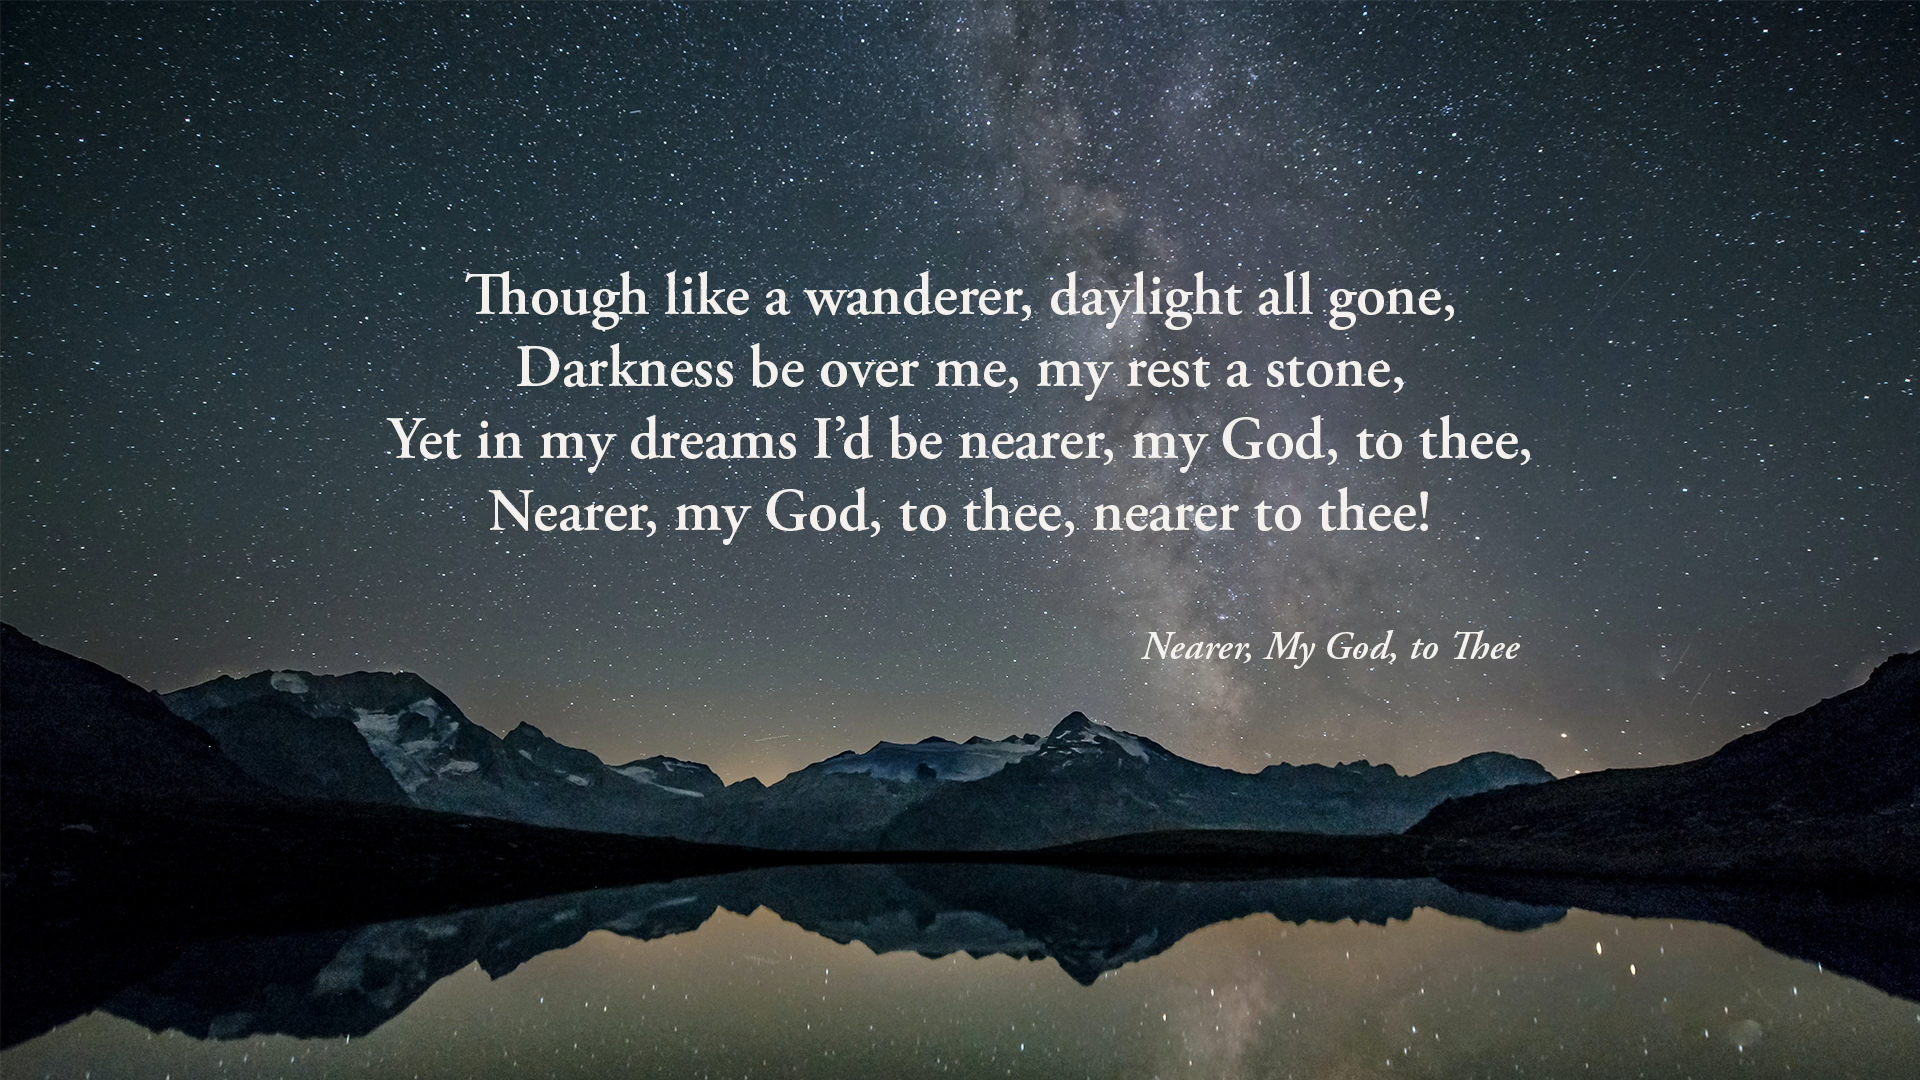 Though like a wanderer, daylight all gone,
Darkness be over me, my rest a stone,
Yet in my dreams I’d be nearer, my God, to thee,
Nearer, my God, to thee, nearer to thee!
Nearer, My God, to Thee